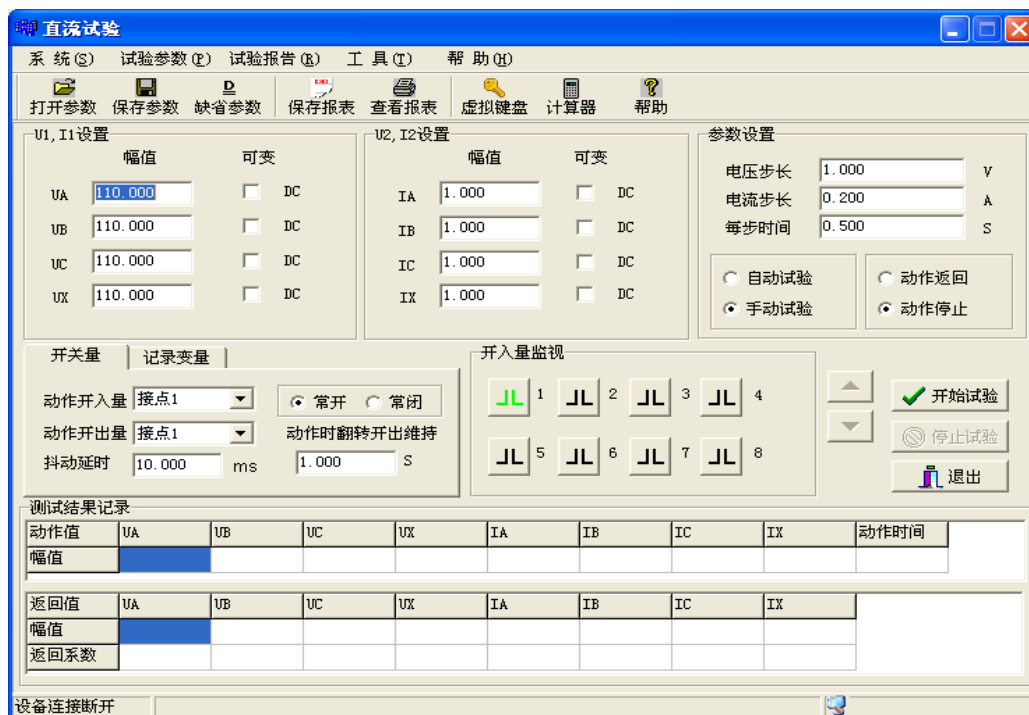 直流试验
系 统(S) 试验参数(P) 试验报告(R) 工 具(T) 帮 助(H)
打开参数 保存参数 缺省参数 保存报表 查看报表 虚拟键盘 计算器 帮助
U1,I1设置 U2,I2设置 参数设置
幅值 可变 幅值 可变
电压步长 1.000 V
UA 110.000 DC IA 1.000 DC
电流步长 0.200 A
UB 110.000 DC IB 1.000 DC
每步时间 0.500 S
UC 110.000 DC IC 1.000 DC
自动试验 动作返回
UX 110.000 DC IX 1.000 DC
手动试验 动作停止
开关量 记录变量 开入量监视
动作开入量 接点1 常开 常闭 1 2 3 4 开始试验
动作开出量 接点1 动作时翻转开出维持 停止试验
抖动延时 10.000 ms 1.000 S 5 6 7 8 退出
测试结果记录
动作值 UA UB UC UX IA IB IC IX 动作时间
幅值
返回值 UA UB UC UX IA IB IC IX
幅值
返回系数
设备连接断开